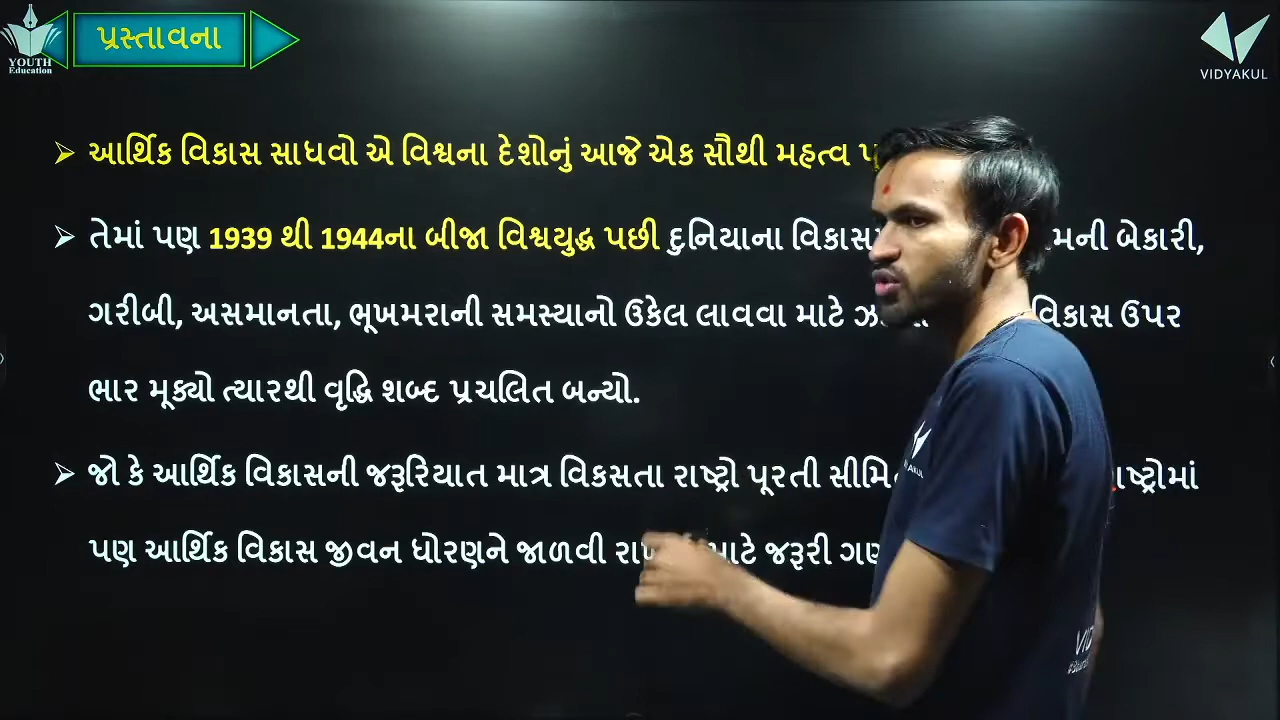 YOUTH
Education
પ્રસ્તાવના
VIDYAKUL
➢ આર્થિક વિકાસ સાધવો એ વિશ્વના દેશોનું આજે એક સૌથી મહત્વ
➢ તેમાં પણ 1939 થી 1944ના બીજા વિશ્વયુદ્ધ પછી દુનિયાના બેકારી,
ગરીબી, અસમાનતા, ભૂખમરાની સમસ્યાનો ઉકેલ લાવવા માટે વિકાસ ઉપર
ભાર મૂક્યો ત્યારથી વૃદ્ધિ શબ્દ પ્રચલિત બન્યો.
➢ જો કે આર્થિક વિકાસની જરૂરિયાત માત્ર વિકસતા રાષ્ટ્રો પૂરતી
પણ આર્થિક વિકાસ જીવન ધોરણને જાળવી માટે જરૂરી